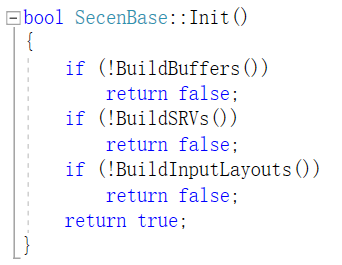 bool SecenBase::Init()
{
    if (!BuildBuffers())
        return false;
    if (!BuildSRVs())
        return false;
    if (!BuildInputLayouts())
        return false;
    return true;
}